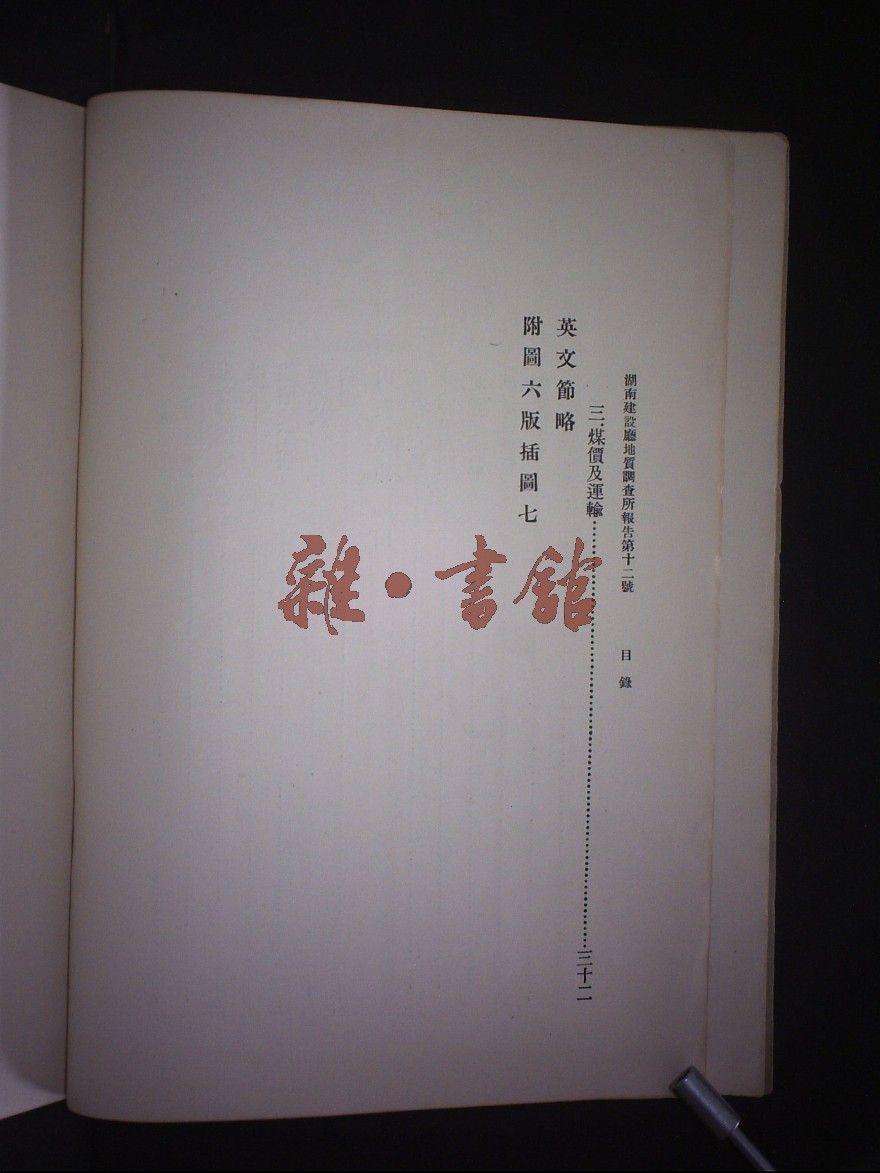 湖南建設廳地質調查所報告第十二號 目錄
三.煤價及運輸……………………三十二
英文節略
附圖六版插圖七
雜·書館